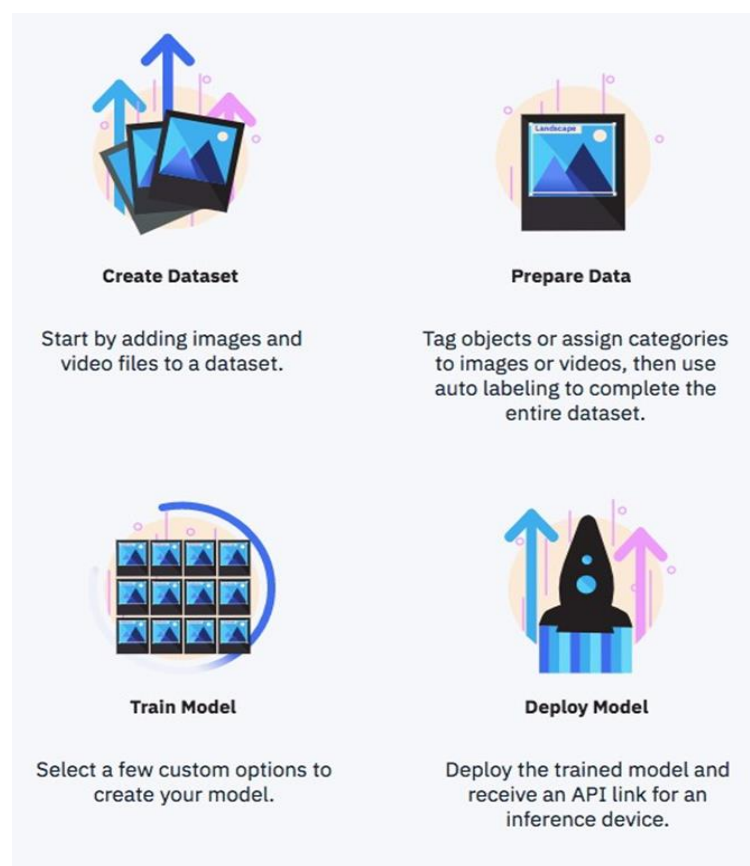 Create Dataset
Start by adding images and
video files to a dataset.
Landscape
Prepare Data
Tag objects or assign categories
to images or videos, then use
auto labeling to complete the
entire dataset.
Train Model
Select a few custom options to
create your model.
Deploy Model
Deploy the trained model and
receive an API link for an
inference device.